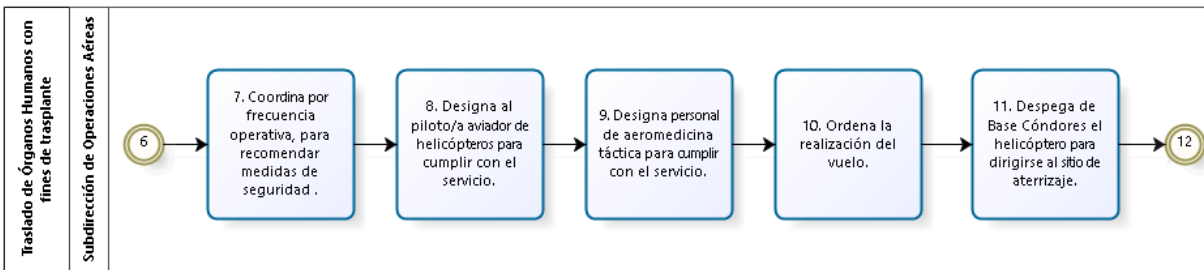 Traslado de Órganos Humanos con
fines de trasplante
Subdirección de Operaciones Aéreas
6
7. Coordina por
frecuencia
operativa, para
recomendar
medidas de
seguridad .
8. Designa al
piloto/a aviador de
helicópteros para
cumplir con el
servicio.
9. Designa personal
de aeromedicina
táctica para cumplir
con el servicio.
10. Ordena la
realización del
vuelo.
11. Despega de
Base Cóndores el
helicóptero para
dirigirse al sitio de
aterrizaje.
12